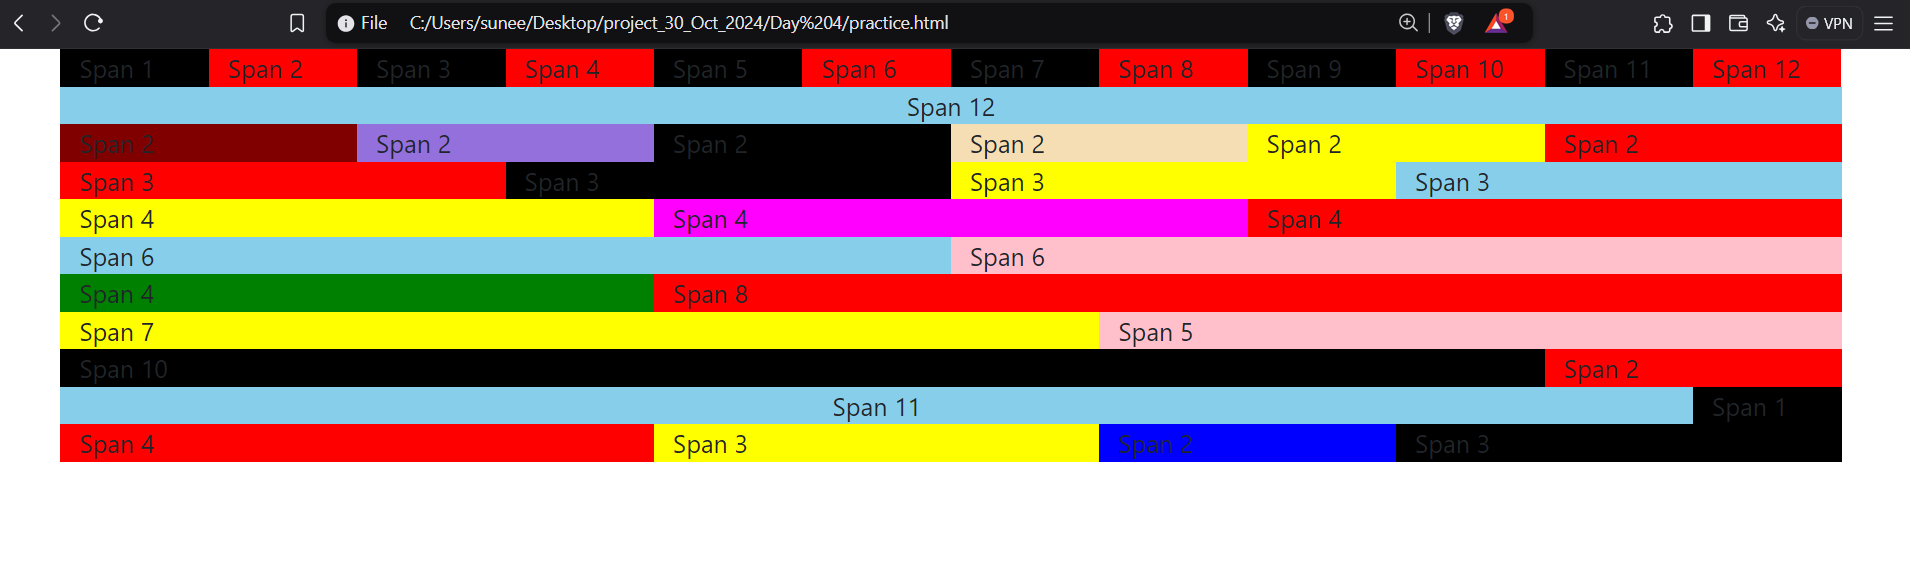 File C:/Users/sunee/Desktop/project_30_Oct_2024/Day%204/practice.html 1 VPN
Span 1 Span 2 Span 3 Span 4 Span 5 Span 6 Span 7 Span 8 Span 9 Span 10 Span 11 Span 12
Span 12
Span 2 Span 2 Span 2 Span 2 Span 2 Span 2
Span 3 Span 3 Span 3 Span 3
Span 4 Span 4 Span 4
Span 6 Span 6
Span 4 Span 8
Span 7 Span 5
Span 10 Span 2
Span 11 Span 1
Span 4 Span 3 Span 2 Span 3